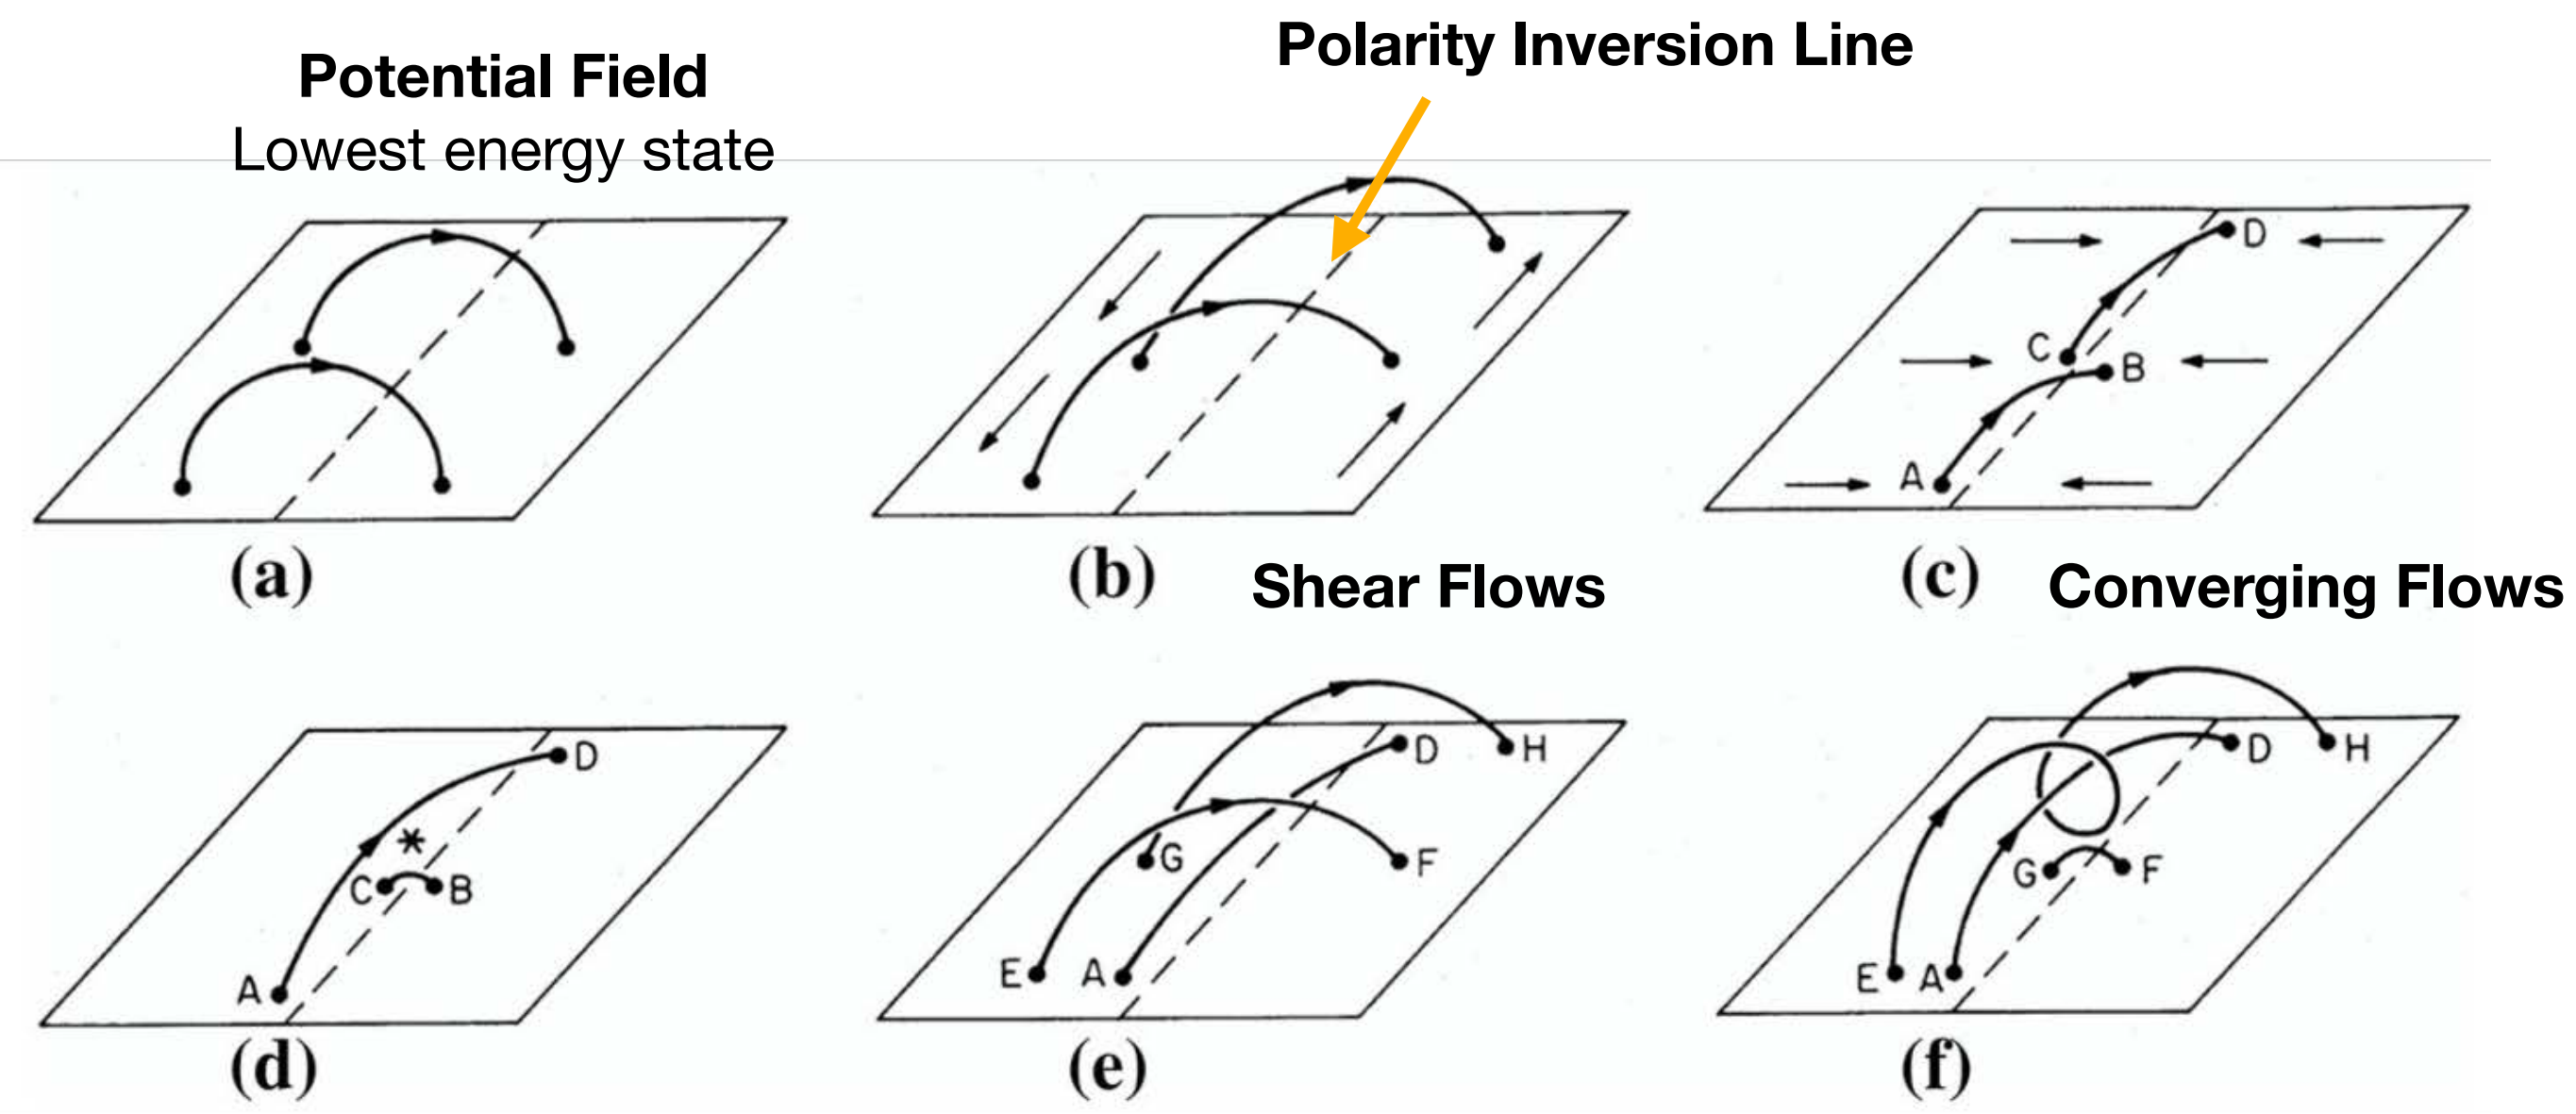 Potential Field
Lowest energy state
Polarity Inversion Line
D
C
B
A
(a)
(b)
(c)
Shear Flows
Converging Flows
D
C
B
A
D
H
G
F
E
A
D
H
G
F
E
A
(d)
(e)
(f)